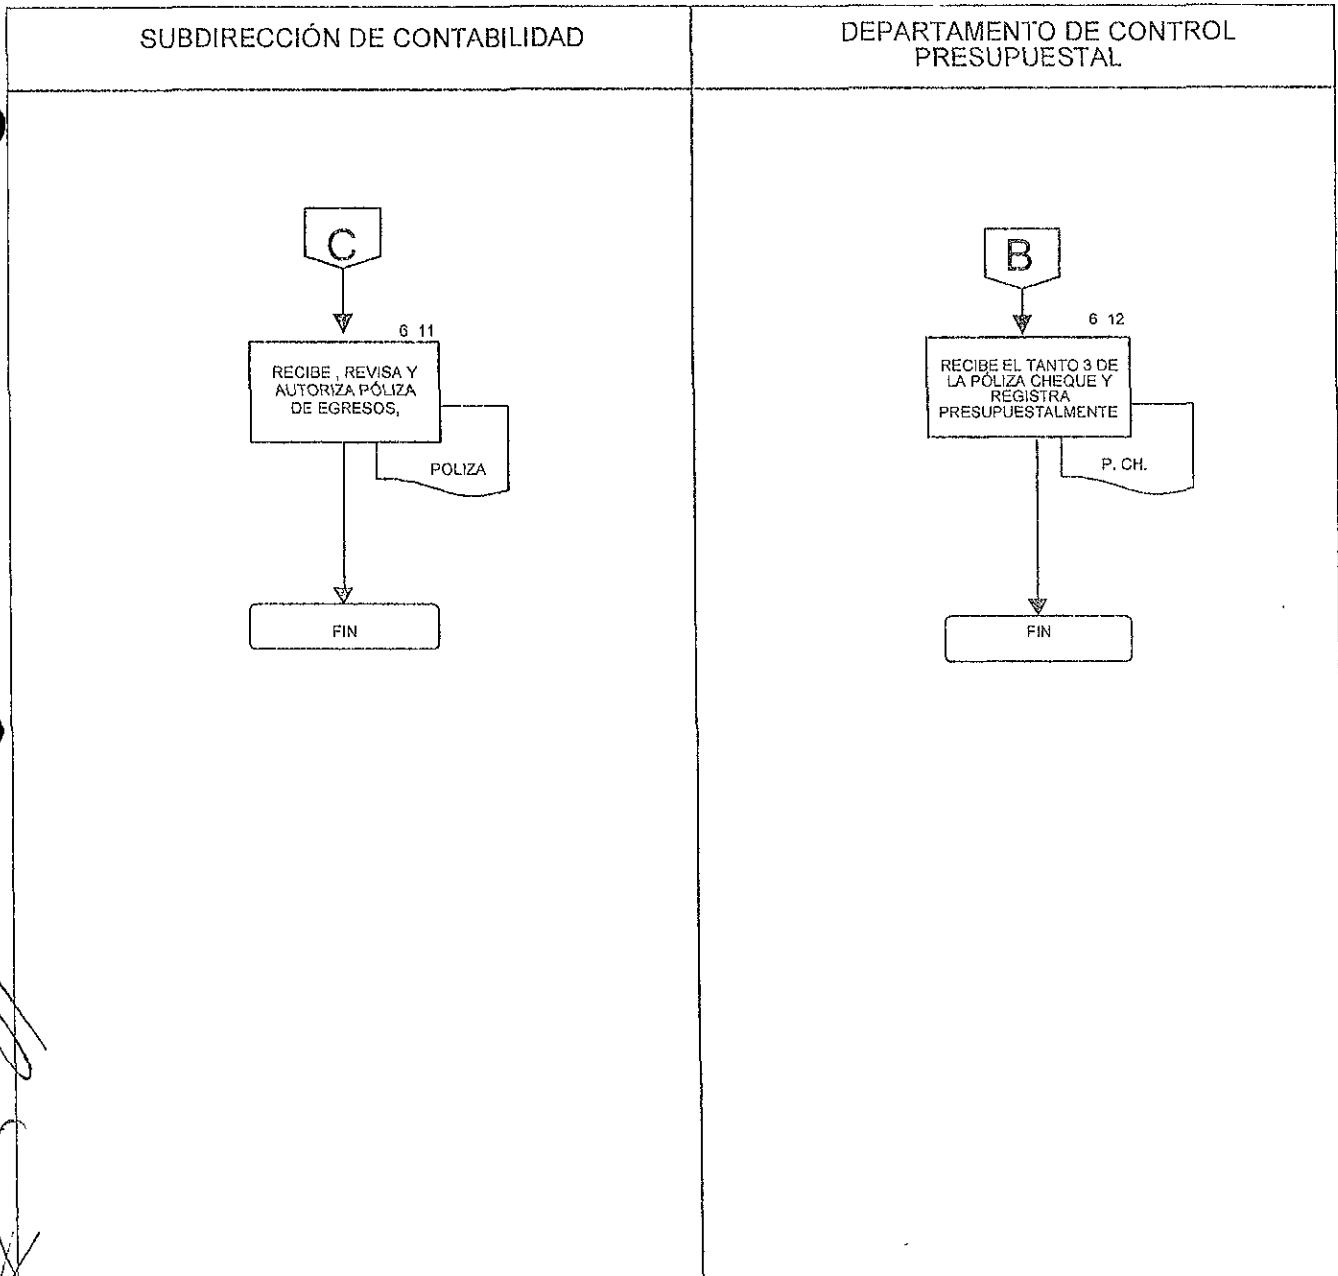 SUBDIRECCIÓN DE CONTABILIDAD
DEPARTAMENTO DE CONTROL
PRESUPUESTAL
C
6 11
RECIBE , REVISA Y
AUTORIZA PÓLIZA
DE EGRESOS,
POLIZA
FIN
B
6 12
RECIBE EL TANTO 3 DE
LA PÓLIZA CHEQUE Y
REGISTRA
PRESUPUESTALMENTE
P. CH.
FIN